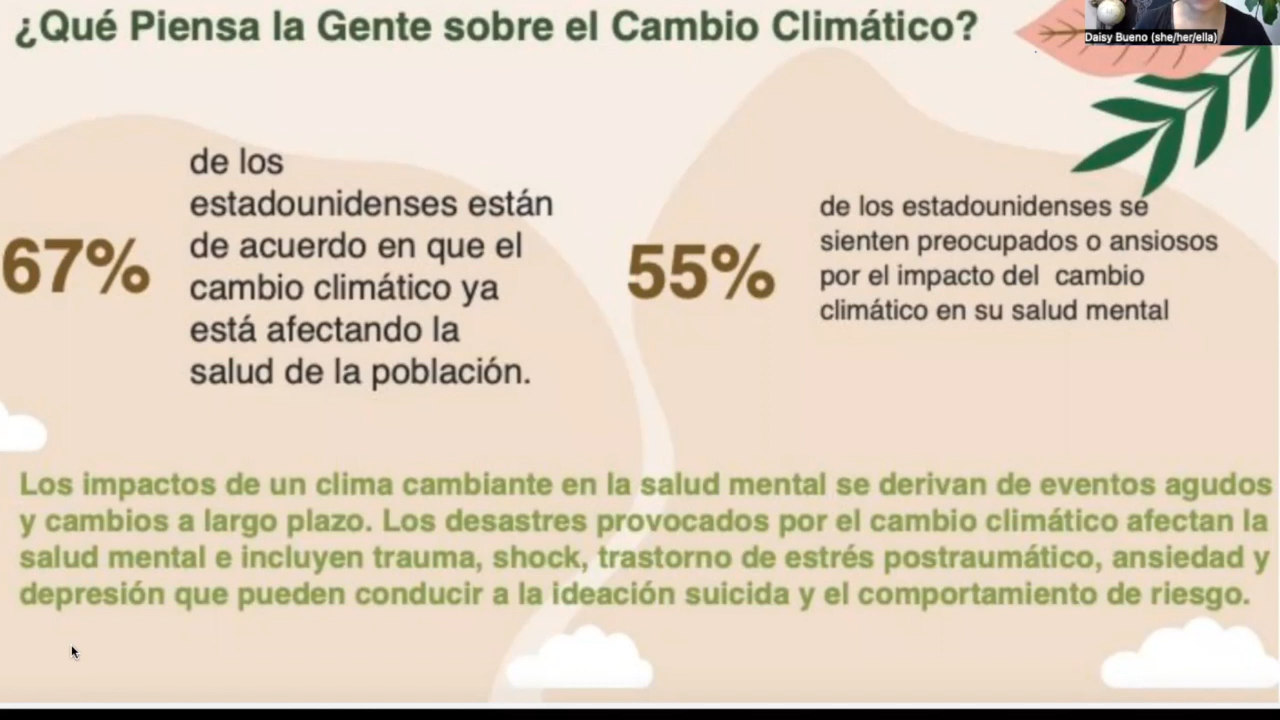 ¿Qué Piensa la Gente sobre el Cambio Climático?
Daisy Bueno (she/her/ella)
67%
de los
estadounidenses están
de acuerdo en que el
cambio climático ya
está afectando la
salud de la población.
55%
de los estadounidenses se
sienten preocupados o ansiosos
por el impacto del cambio
climático en su salud mental
Los impactos de un clima cambiante en la salud mental se derivan de eventos agudos
y cambios a largo plazo. Los desastres provocados por el cambio climático afectan la
salud mental e incluyen trauma, shock, trastorno de estrés postraumático, ansiedad y
depresión que pueden conducir a la ideación suicida y el comportamiento de riesgo.